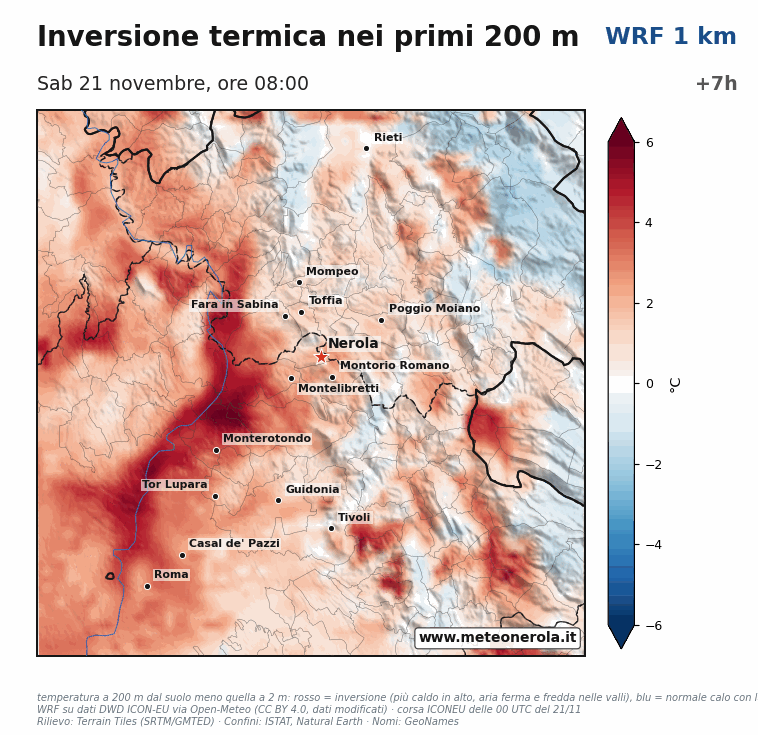 Inversione termica nei primi 200 m WRF 1 km
Sab 21 novembre, ore 08:00 +7h
Rieti
Mompeo
Fara in Sabina
Toffia
Poggio Moiano
Nerola
Montorio Romano
Montelibretti
Monterotondo
Tor Lupara
Guidonia
Tivoli
Casal de' Pazzi
Roma
www.meteonerola.it
6
4
2
0
−2
−4
−6
°C
temperatura a 200 m dal suolo meno quella a 2 m: rosso = inversione (più caldo in alto, aria ferma e fredda nelle valli), blu = normale calo con l
WRF su dati DWD ICON-EU via Open-Meteo (CC BY 4.0, dati modificati) · corsa ICONEU delle 00 UTC del 21/11
Rilievo: Terrain Tiles (SRTM/GMTED) · Confini: ISTAT, Natural Earth · Nomi: GeoNames